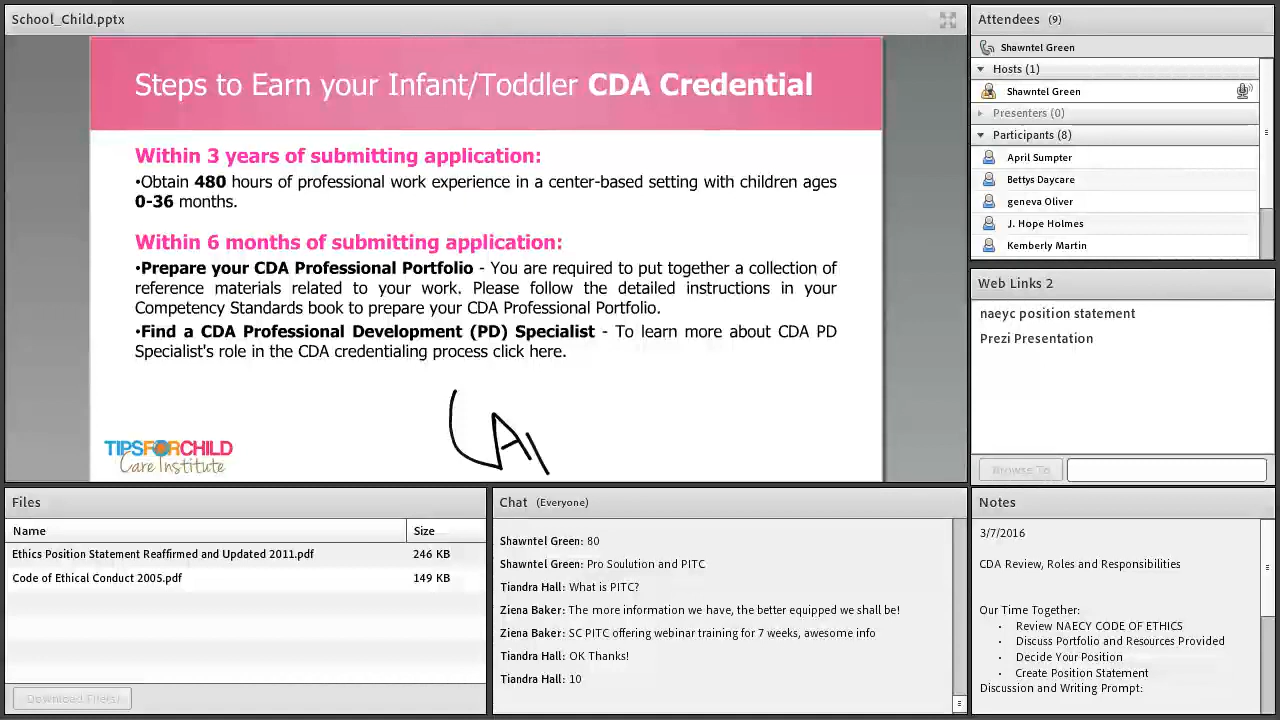 School_Child.pptx
Steps to Earn your Infant/Toddler CDA Credential
Within 3 years of submitting application:
•Obtain 480 hours of professional work experience in a center-based setting with children ages
0-36 months.
Within 6 months of submitting application:
•Prepare your CDA Professional Portfolio - You are required to put together a collection of
reference materials related to your work. Please follow the detailed instructions in your
Competency Standards book to prepare your CDA Professional Portfolio.
•Find a CDA Professional Development (PD) Specialist - To learn more about CDA PD
Specialist's role in the CDA credentialing process click here.
TIPSFORCHILD
Care Institute
Attendees (9)
Shawntel Green
Hosts (1)
Shawntel Green
Presenters (0)
Participants (8)
April Sumpter
Bettys Daycare
geneva Oliver
J. Hope Holmes
Kemberly Martin
Web Links 2
naeyc position statement
Prezi Presentation
Browse To
Files
Name Size
Ethics Position Statement Reaffirmed and Updated 2011.pdf 246 KB
Code of Ethical Conduct 2005.pdf 149 KB
Download File(s)
Chat (Everyone)
Shawntel Green: 80
Shawntel Green: Pro Soulution and PITC
Tiandra Hall: What is PITC?
Ziena Baker: The more information we have, the better equipped we shall be!
Ziena Baker: SC PITC offering webinar training for 7 weeks, awesome info
Tiandra Hall: OK Thanks!
Tiandra Hall: 10
Notes
3/7/2016
CDA Review, Roles and Responsibilities
Our Time Together:
• Review NAECY CODE OF ETHICS
• Discuss Portfolio and Resources Provided
• Decide Your Position
• Create Position Statement
Discussion and Writing Prompt: